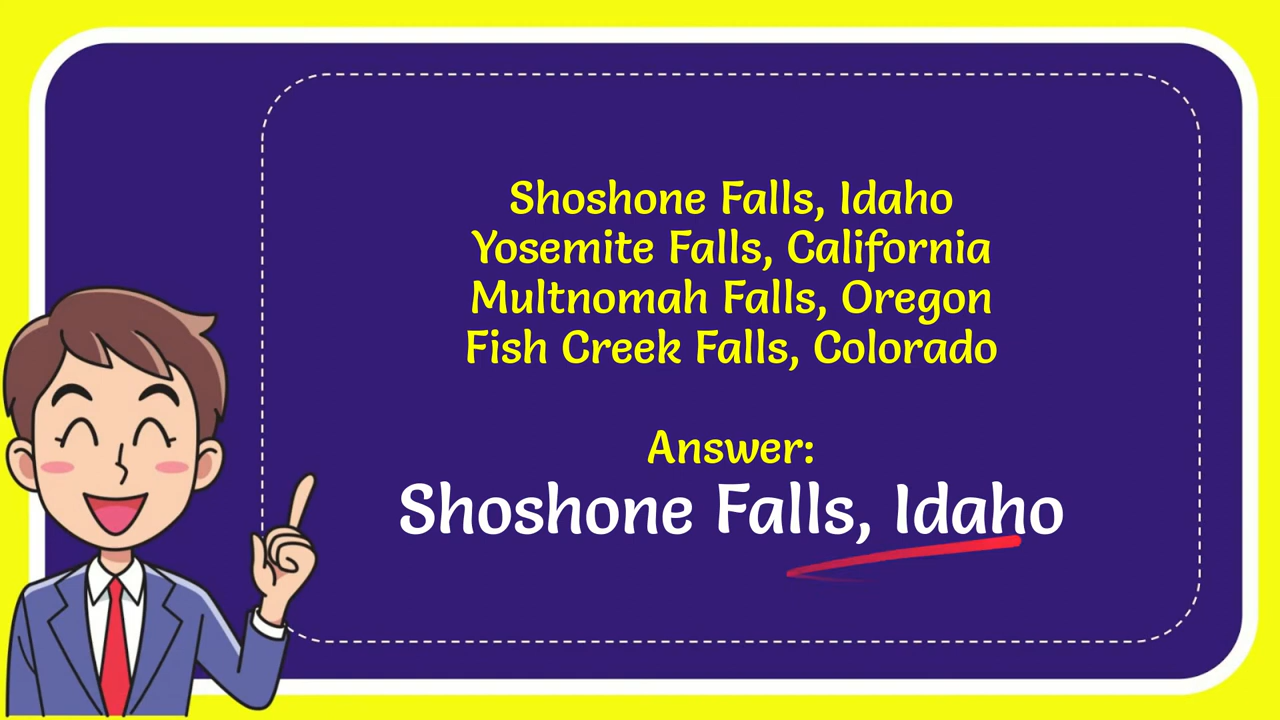 Shoshone Falls, Idaho
Yosemite Falls, California
Multnomah Falls, Oregon
Fish Creek Falls, Colorado
Answer:
Shoshone Falls, Idaho